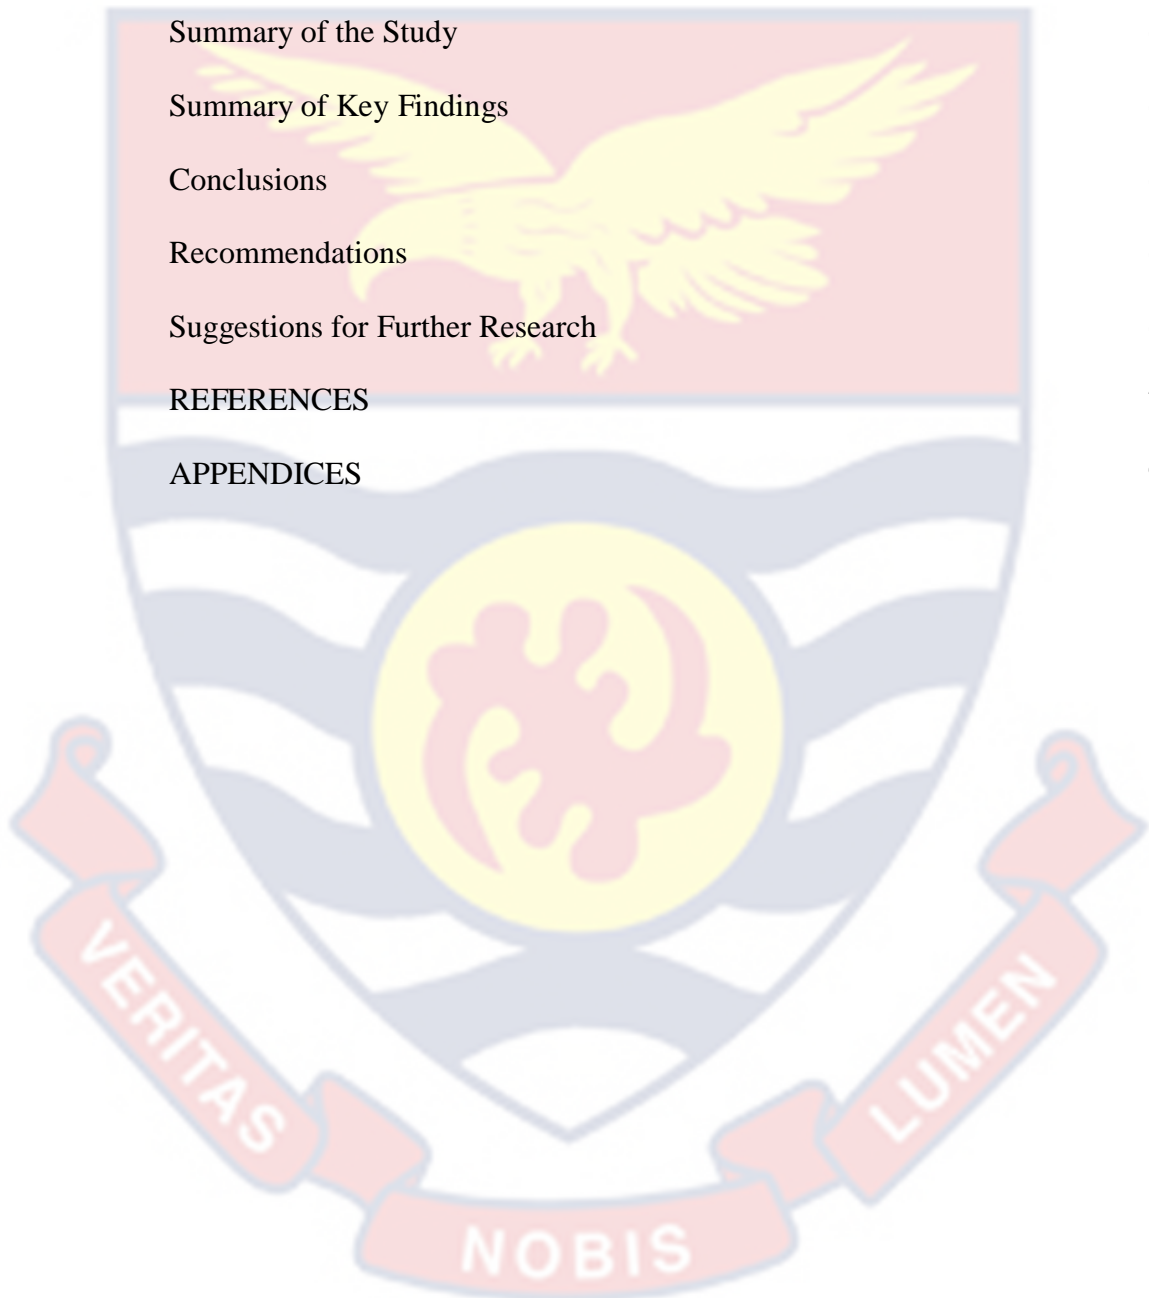 Summary of the Study
Summary of Key Findings
Conclusions
Recommendations
Suggestions for Further Research
REFERENCES
APPENDICES
VERITAS
NOBIS
LUMEN